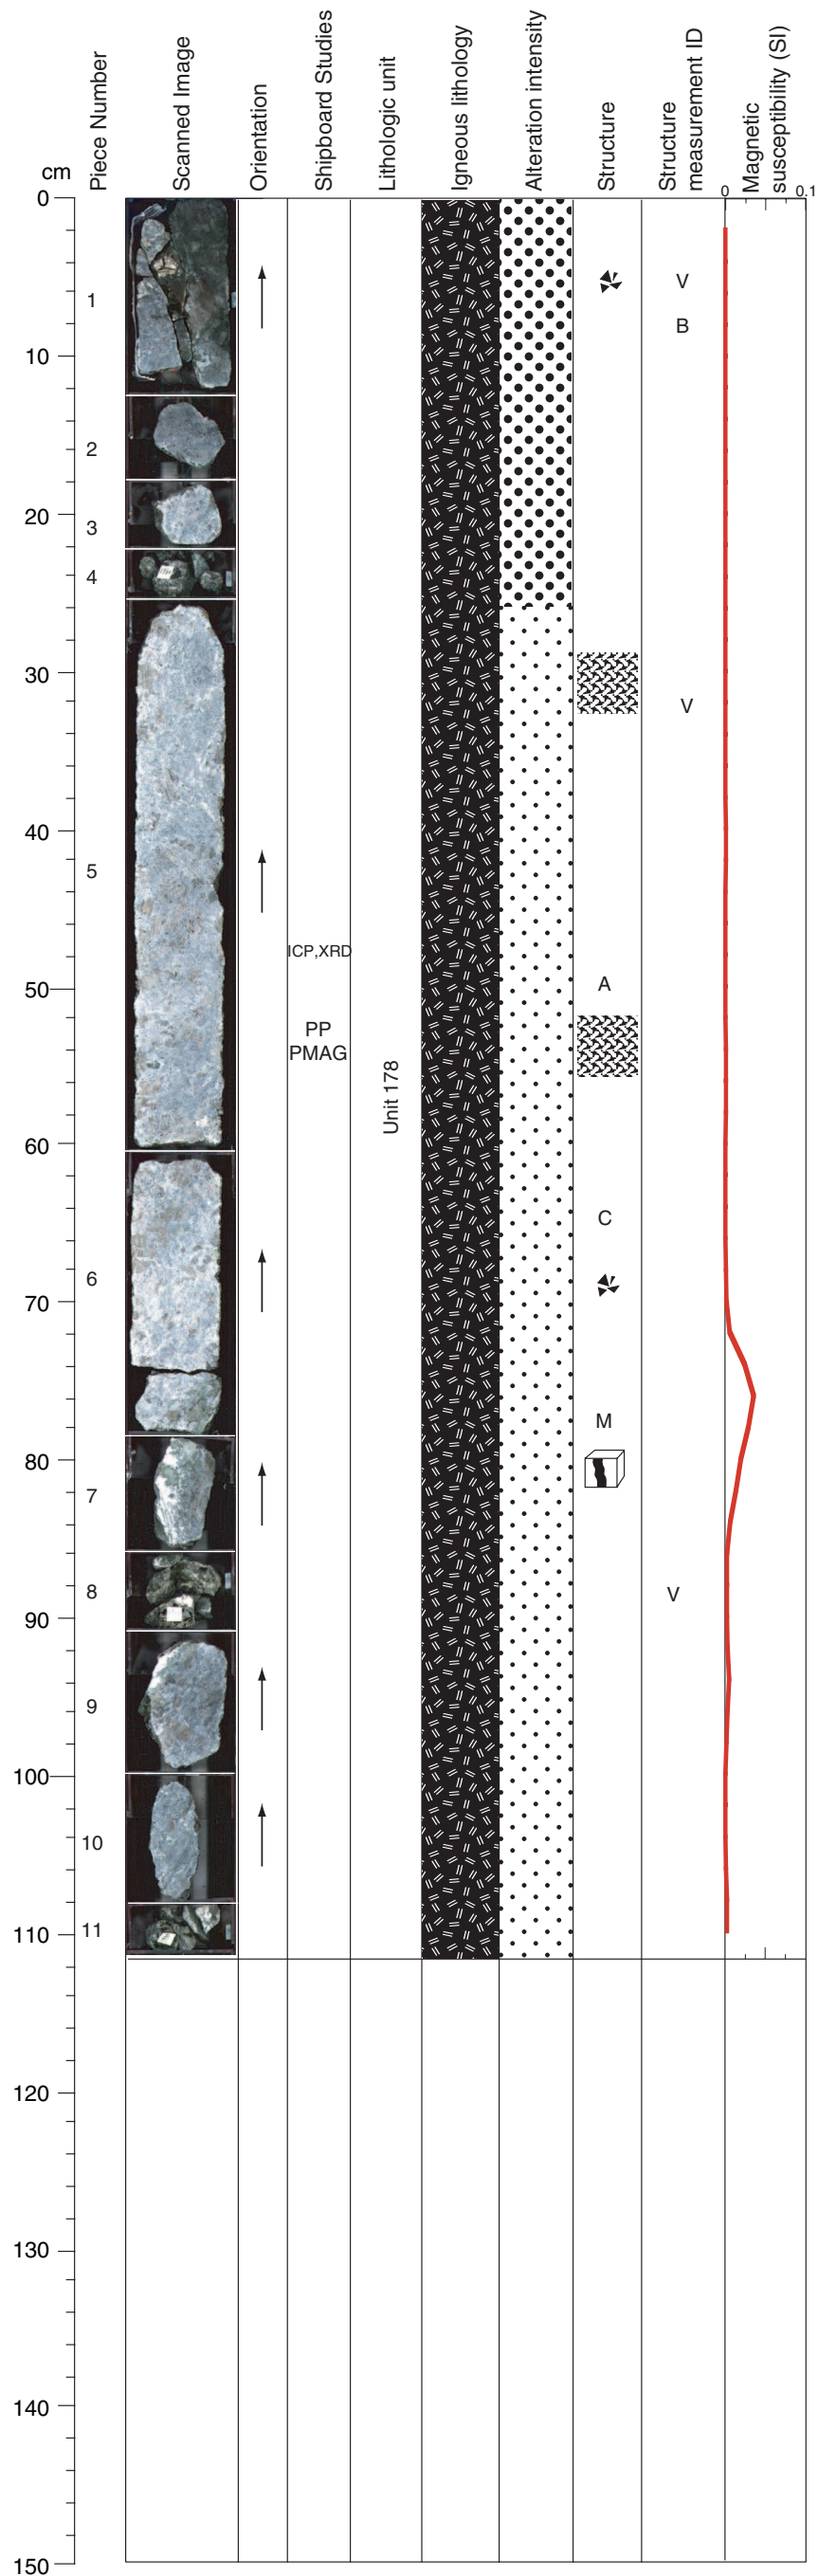 cm
Piece Number
Scanned Image
Orientation
Shipboard Studies
Lithologic unit
Igneous lithology
Alteration intensity
Structure
Structure
measurement ID
Magnetic
susceptibility (SI)
0 0.1
0
V
1
B
10
2
20
3
4
30
V
40
5
ICP,XRD
50
A
PP
PMAG
Unit 178
60
C
6
70
M
80
7
8
V
90
9
100
10
110
11
120
130
140
150